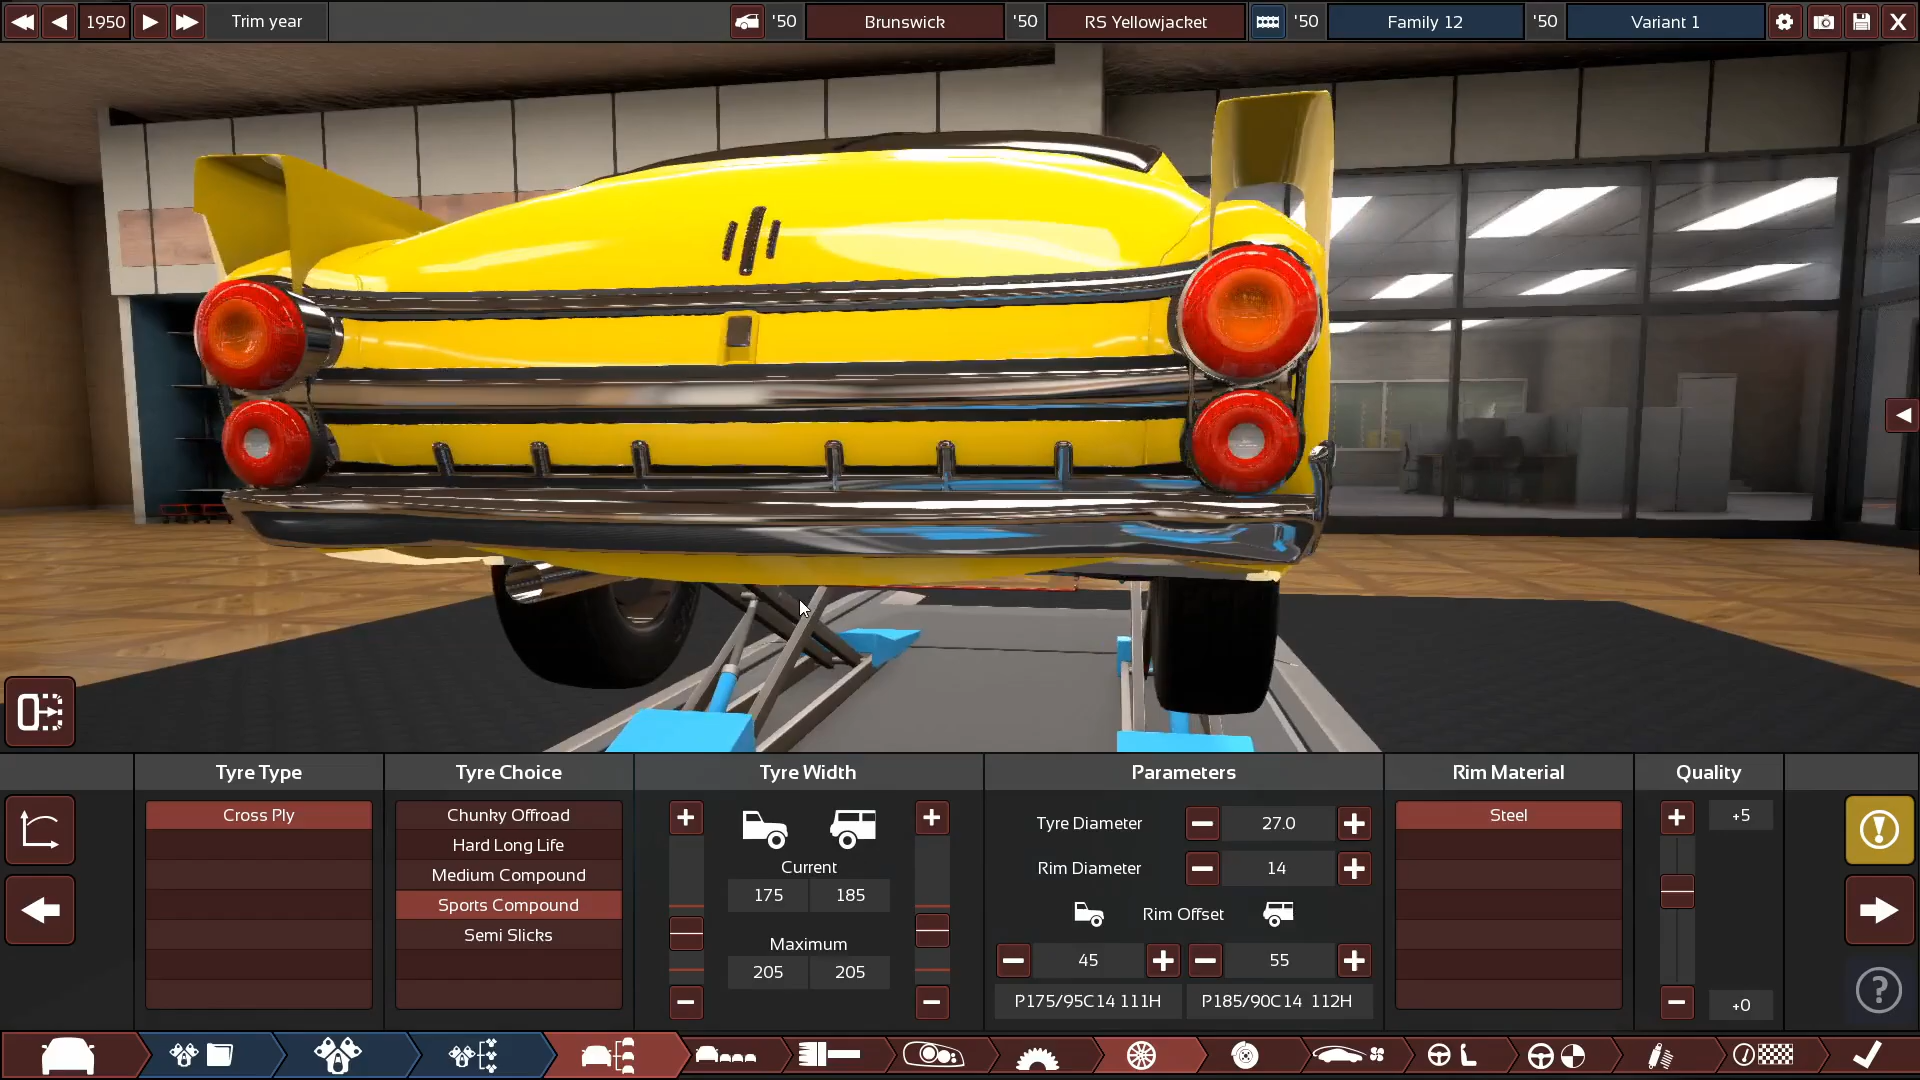 1950 Trim year '50 Brunswick '50 RS Yellowjacket '50 Family 12 '50 Variant 1
Tyre Type
Cross Ply
Tyre Choice
Chunky Offroad
Hard Long Life
Medium Compound
Sports Compound
Semi Slicks
Tyre Width
Current
175 185
Maximum
205 205
Parameters
Tyre Diameter 27.0
Rim Diameter 14
Rim Offset
45 55
P175/95C14 111H P185/90C14 112H
Rim Material
Steel
Quality
+5
+0